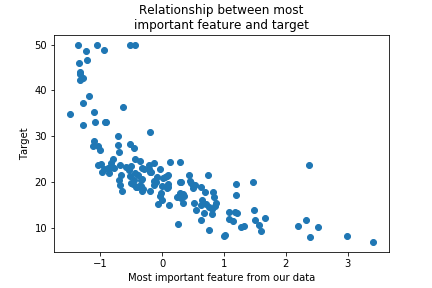 Relationship between most
important feature and target
50
40
30
20
10
Target
−1
0
1
2
3
Most important feature from our data